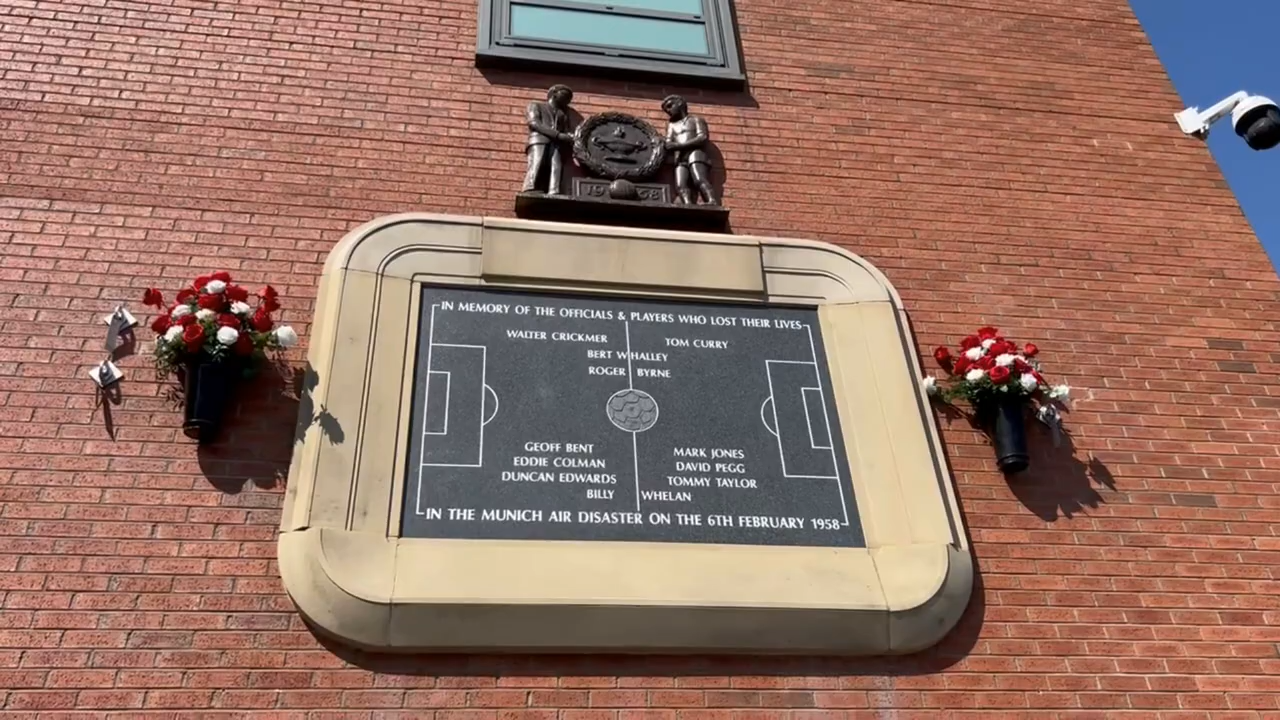 19 58
IN MEMORY OF THE OFFICIALS & PLAYERS WHO LOST THEIR LIVES
WALTER CRICKMER TOM CURRY
BERT WHALLEY
ROGER BYRNE
GEOFF BENT MARK JONES
EDDIE COLMAN DAVID PEGG
DUNCAN EDWARDS TOMMY TAYLOR
BILLY WHELAN
IN THE MUNICH AIR DISASTER ON THE 6TH FEBRUARY 1958